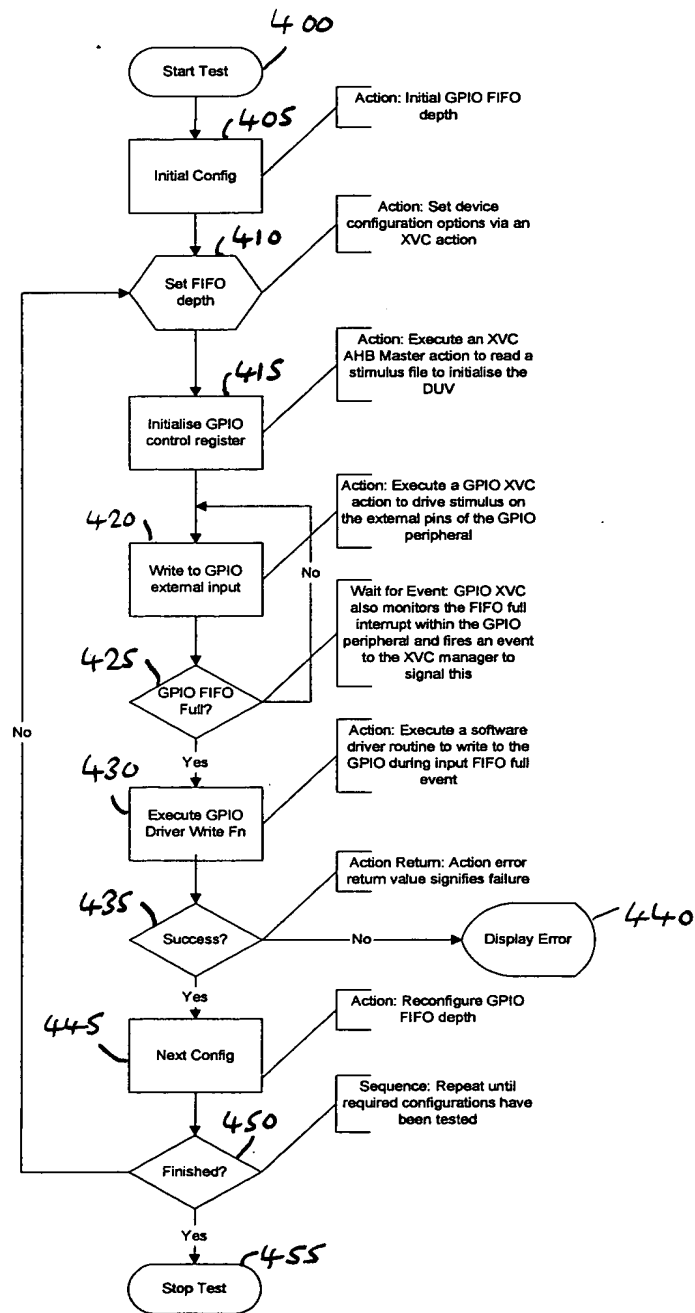 400
Start Test
405
Action: Initial GPIO FIFO
depth
Initial Config
410
Action: Set device
configuration options via an
XVC action
Set FIFO
depth
415
Action: Execute an XVC
AHB Master action to read a
stimulus file to initialise the
DUV
Initialise GPIO
control register
420
Action: Execute a GPIO XVC
action to drive stimulus on
the external pins of the GPIO
peripheral
Write to GPIO
external input
No
425
Wait for Event: GPIO XVC
also monitors the FIFO full
interrupt within the GPIO
peripheral and fires an event
to the XVC manager to
signal this
GPIO FIFO
Full?
No
Yes
430
Action: Execute a software
driver routine to write to the
GPIO during input FIFO full
event
Execute GPIO
Driver Write Fn
435
Action Return: Action error
return value signifies failure
Success?
No
Display Error
440
Yes
445
Action: Reconfigure GPIO
FIFO depth
Next Config
450
Sequence: Repeat until
required configurations have
been tested
Finished?
Yes
455
Stop Test